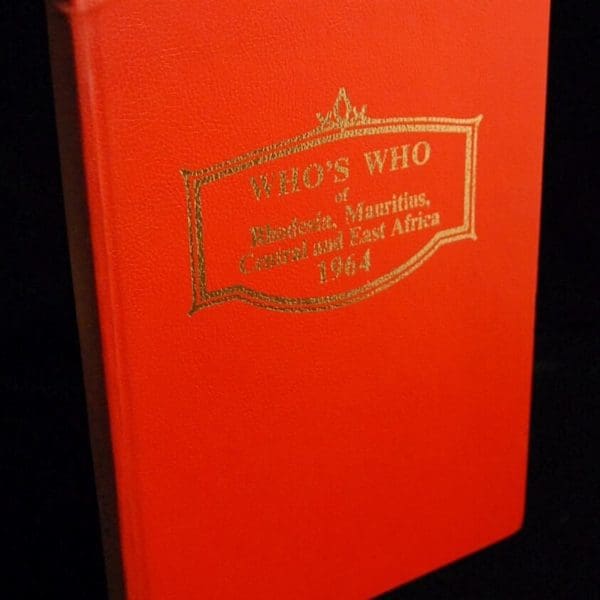 WHO'S WHO
of
Rhodesia, Mauritius,
Central and East Africa
1964